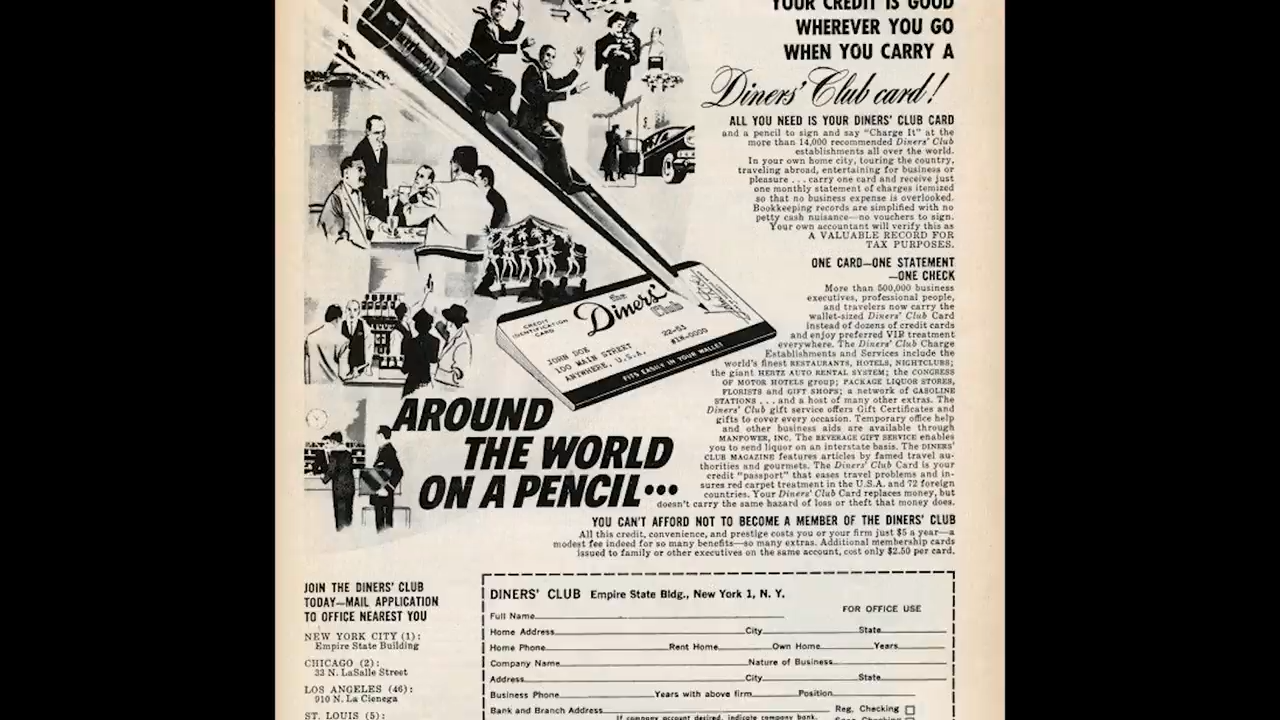 YOUR CREDIT IS GOOD
WHEREVER YOU GO
WHEN YOU CARRY A
Diners' Club card!
ALL YOU NEED IS YOUR DINERS' CLUB CARD
and a pencil to sign and say "Charge It" at the
more than 14,000 recommended Diners' Club
establishments all over the world.
In your own home city, touring the country,
traveling abroad, entertaining for business or
pleasure . . . carry one card and receive just
one monthly statement of charges itemized
so that no business expense is overlooked.
Bookkeeping records are simplified with no
petty cash nuisance—no vouchers to sign.
Your own accountant will verify this as
A VALUABLE RECORD FOR
TAX PURPOSES.
ONE CARD—ONE STATEMENT
—ONE CHECK
More than 500,000 business
executives, professional people,
and travelers now carry the
wallet-sized Diners' Club Card
instead of dozens of credit cards
and enjoy preferred VIP treatment
everywhere. The Diners' Club Charge
Establishments and Services include the
world's finest RESTAURANTS, HOTELS, NIGHTCLUBS;
the giant HERTZ AUTO RENTAL SYSTEM; the CONGRESS
OF MOTOR HOTELS group; PACKAGE LIQUOR STORES,
FLORISTS and GIFT SHOPS; a network of GASOLINE
STATIONS . . . and a host of many other extras. The
Diners' Club gift service offers Gift Certificates and
gifts to cover every occasion. Temporary office help
and other business aids are available through
MANPOWER, INC. The BEVERAGE GIFT SERVICE enables
you to send liquor on an interstate basis. The DINERS'
CLUB MAGAZINE features articles by famed travel au-
thorities and gourmets. The Diners' Club Card is your
credit "passport" that eases travel problems and in-
sures red carpet treatment in the U.S.A. and 72 foreign
countries. Your Diners' Club Card replaces money, but
doesn't carry the same hazard of loss or theft that money does.
The
Diners'
Club
CREDIT
IDENTIFICATION
CARD
JOHN DOE
100 MAIN STREET
ANYWHERE, U.S.A.
FITS EASILY IN YOUR WALLET
AROUND
THE WORLD
ON A PENCIL...
YOU CAN'T AFFORD NOT TO BECOME A MEMBER OF THE DINERS' CLUB
All this credit, convenience, and prestige costs you or your firm just $5 a year—a
modest fee indeed for so many benefits—so many extras. Additional membership cards
issued to family or other executives on the same account, cost only $2.50 per card.
JOIN THE DINERS' CLUB
TODAY—MAIL APPLICATION
TO OFFICE NEAREST YOU
NEW YORK CITY (1):
Empire State Building
CHICAGO (2):
33 N. LaSalle Street
LOS ANGELES (46):
910 N. La Cienega
ST. LOUIS (5):
DINERS' CLUB Empire State Bldg., New York 1, N. Y.
FOR OFFICE USE
Full Name
Home Address City State
Home Phone Rent Home Own Home Years
Company Name Nature of Business
Address City State
Business Phone Years with above firm Position
Bank and Branch Address Reg. Checking
If company account desired, indicate company bank.